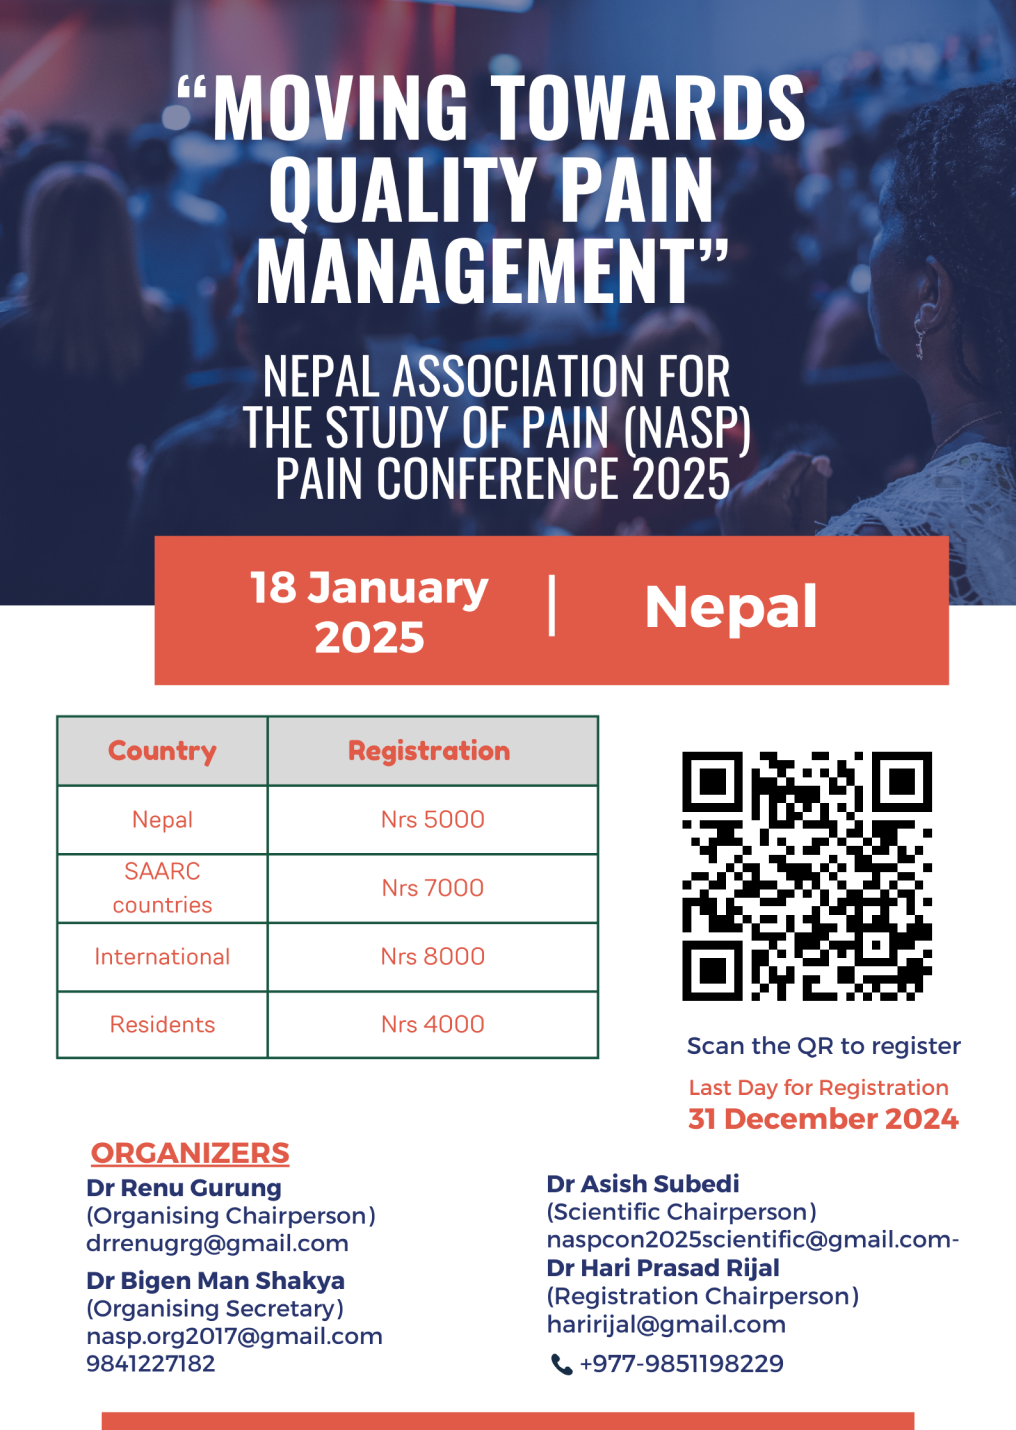 “MOVING TOWARDS
QUALITY PAIN
MANAGEMENT”
NEPAL ASSOCIATION FOR
THE STUDY OF PAIN (NASP)
PAIN CONFERENCE 2025
18 January
2025
Nepal
Country Registration
Nepal Nrs 5000
SAARC
countries
Nrs 7000
International Nrs 8000
Residents Nrs 4000
Scan the QR to register
Last Day for Registration
31 December 2024
ORGANIZERS
Dr Renu Gurung
(Organising Chairperson)
drrenugrg@gmail.com
Dr Bigen Man Shakya
(Organising Secretary)
nasp.org2017@gmail.com
9841227182
Dr Asish Subedi
(Scientific Chairperson)
naspcon2025scientific@gmail.com-
Dr Hari Prasad Rijal
(Registration Chairperson)
haririjal@gmail.com
+977-9851198229